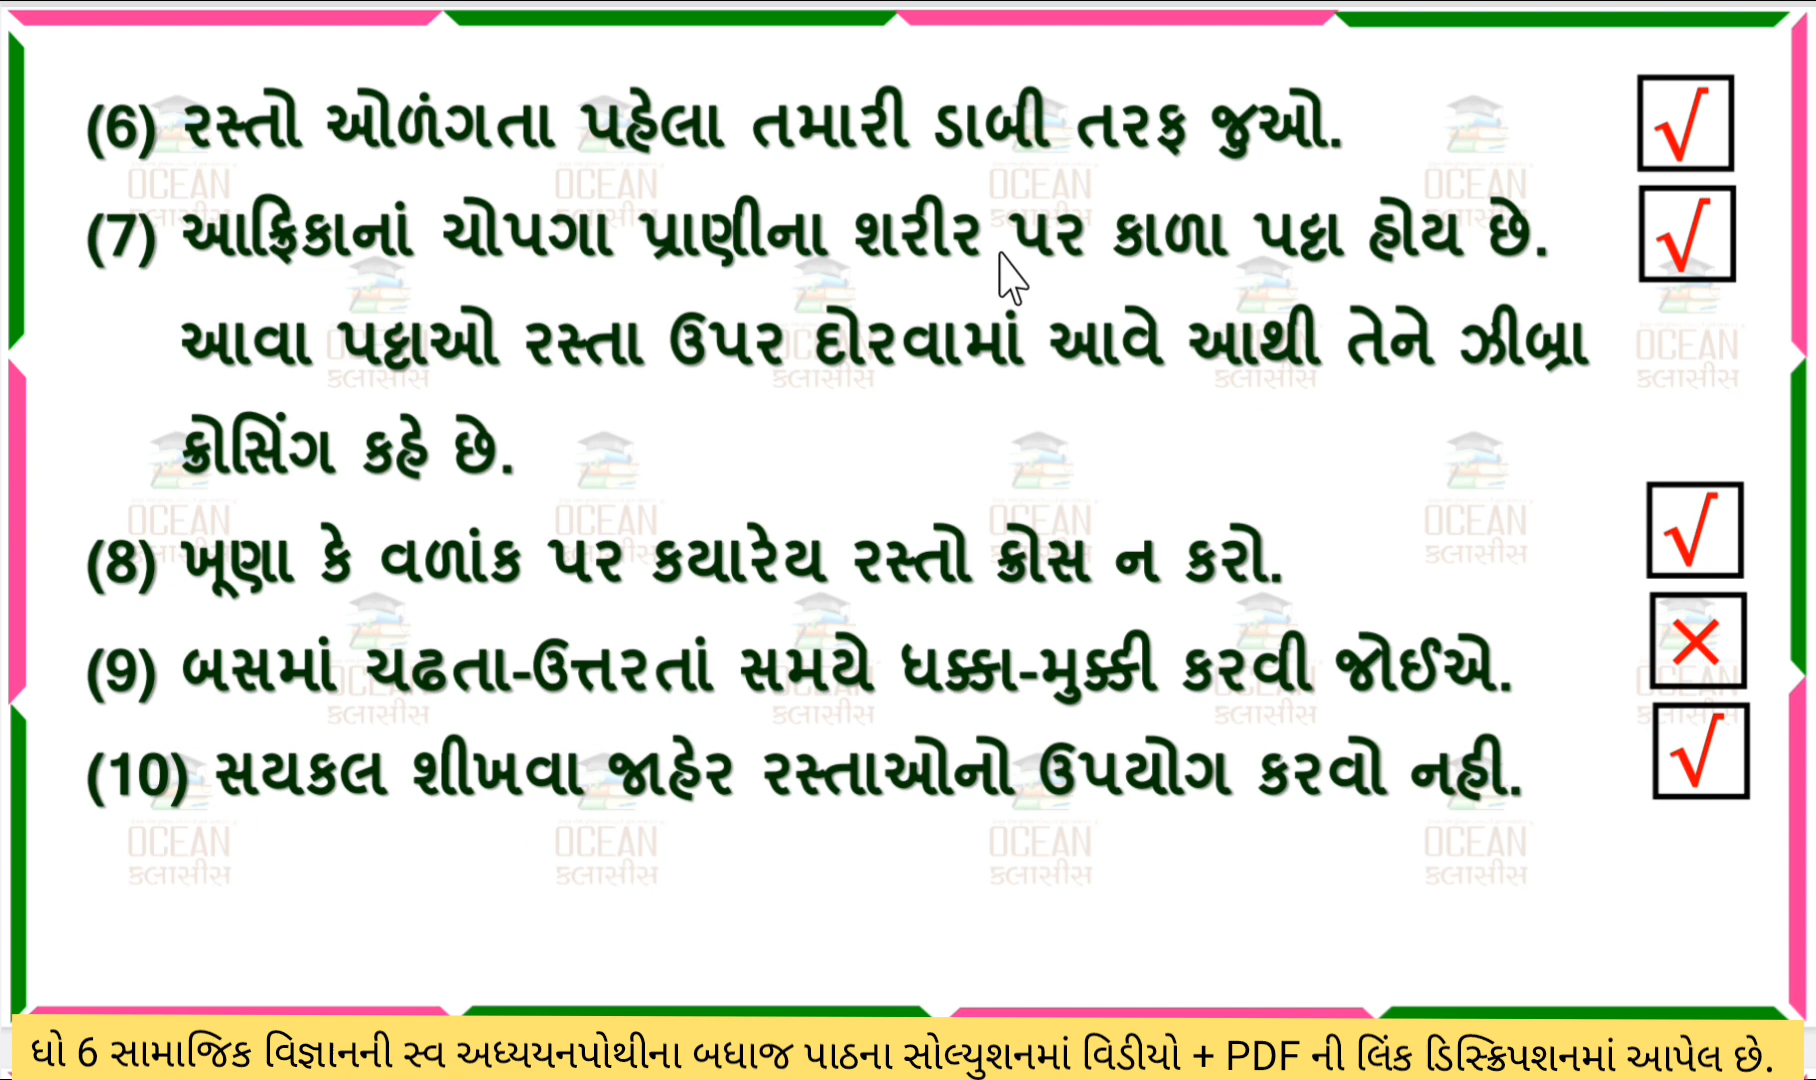 (6) રસ્તો ઓળંગતા પહેલા તમારી ડાબી તરફ જુઓ. √
(7) આફ્રિકાનાં ચોપગા પ્રાણીના શરીર પર કાળા પટ્ટા હોય છે. √
આવા પટ્ટાઓ રસ્તા ઉપર દોરવામાં આવે આથી તેને ઝીબ્રા
ક્રોસિંગ કહે છે.
(8) ખૂણા કે વળાંક પર કયારેય રસ્તો ક્રોસ ન કરો. √
(9) બસમાં ચઢતા-ઉત્તરતાં સમયે ધક્કા-મુક્કી કરવી જોઈએ. ×
(10) સયકલ શીખવા જાહેર રસ્તાઓનો ઉપયોગ કરવો નહી. √
OCEAN
કલાસીસ
ધો 6 સામાજિક વિજ્ઞાનની સ્વ અધ્યયનપોથીના બધાજ પાઠના સોલ્યુશનમાં વિડીયો + PDF ની લિંક ડિસ્ક્રિપશનમાં આપેલ છે.